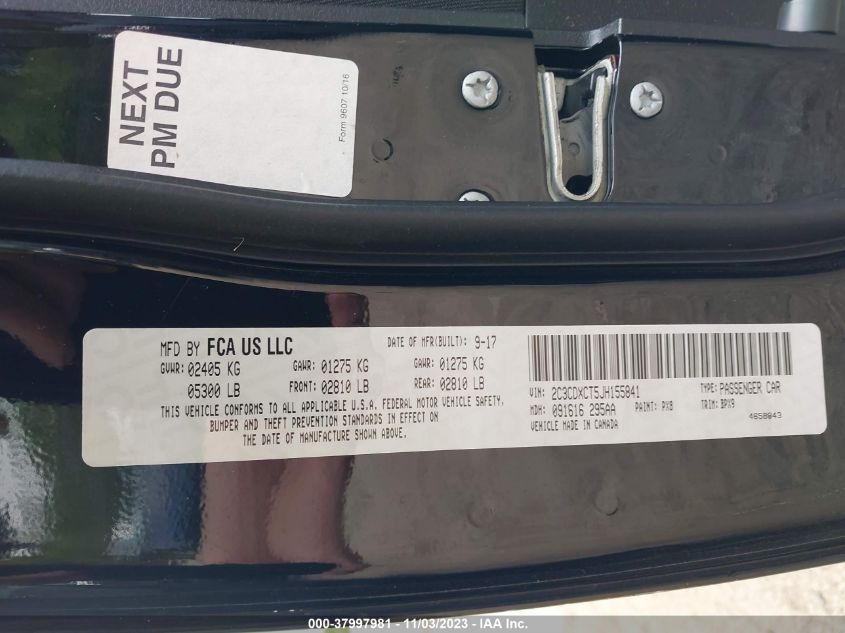 NEXT
PM DUE
Form 9607 10/16
MFD BY FCA US LLC
DATE OF MFR(BUILT): 9-17
GVWR: 02405 KG
GAWR: 01275 KG
GAWR: 01275 KG
05300 LB
FRONT: 02810 LB
REAR: 02810 LB
THIS VEHICLE CONFORMS TO ALL APPLICABLE U.S.A. FEDERAL MOTOR VEHICLE SAFETY,
BUMPER AND THEFT PREVENTION STANDARDS IN EFFECT ON
THE DATE OF MANUFACTURE SHOWN ABOVE.
VIN: 2C3CDXCT5JH155841
TYPE: PASSENGER CAR
MDH: 091616 295AA
PAINT: PX8
TRIM: BPX9
VEHICLE MADE IN CANADA
4658843
000-37997981 - 11/03/2023 - IAA Inc.